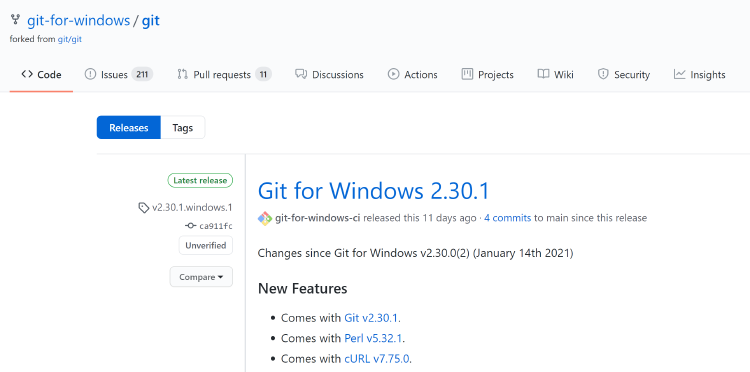 git-for-windows / git
forked from git/git
Code Issues 211 Pull requests 11 Discussions Actions Projects Wiki Security Insights
Releases Tags
Latest release
v2.30.1.windows.1
ca911fc
Unverified
Compare
Git for Windows 2.30.1
git-for-windows-ci released this 11 days ago · 4 commits to main since this release
Changes since Git for Windows v2.30.0(2) (January 14th 2021)
New Features
• Comes with Git v2.30.1.
• Comes with Perl v5.32.1.
• Comes with cURL v7.75.0.